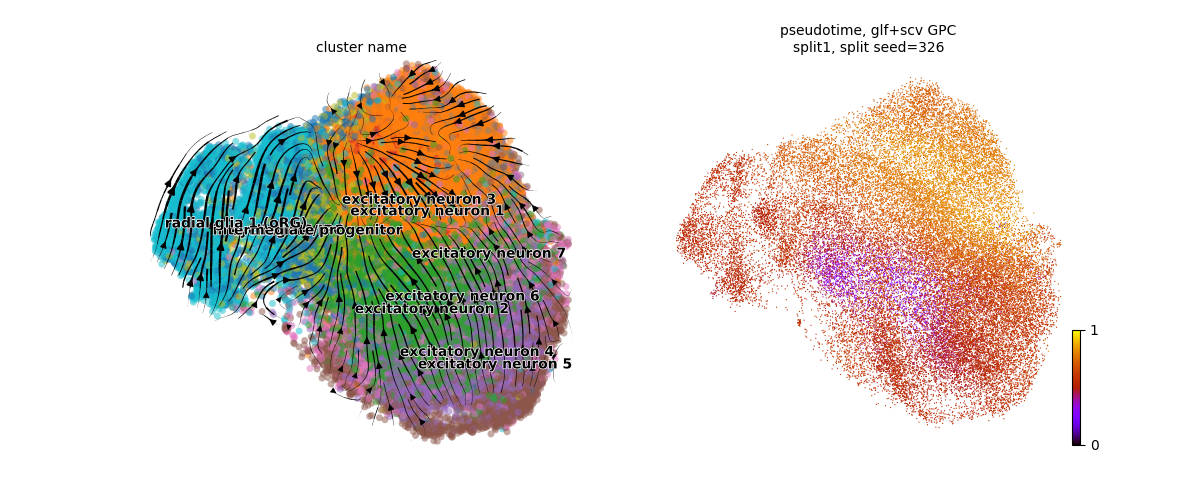 cluster name
excitatory neuron 3
excitatory neuron 1
radial glia 1 (oRG)
intermediate/progenitor
excitatory neuron 7
excitatory neuron 6
excitatory neuron 2
excitatory neuron 4
excitatory neuron 5
pseudotime, glf+scv GPC
split1, split seed=326
1
0